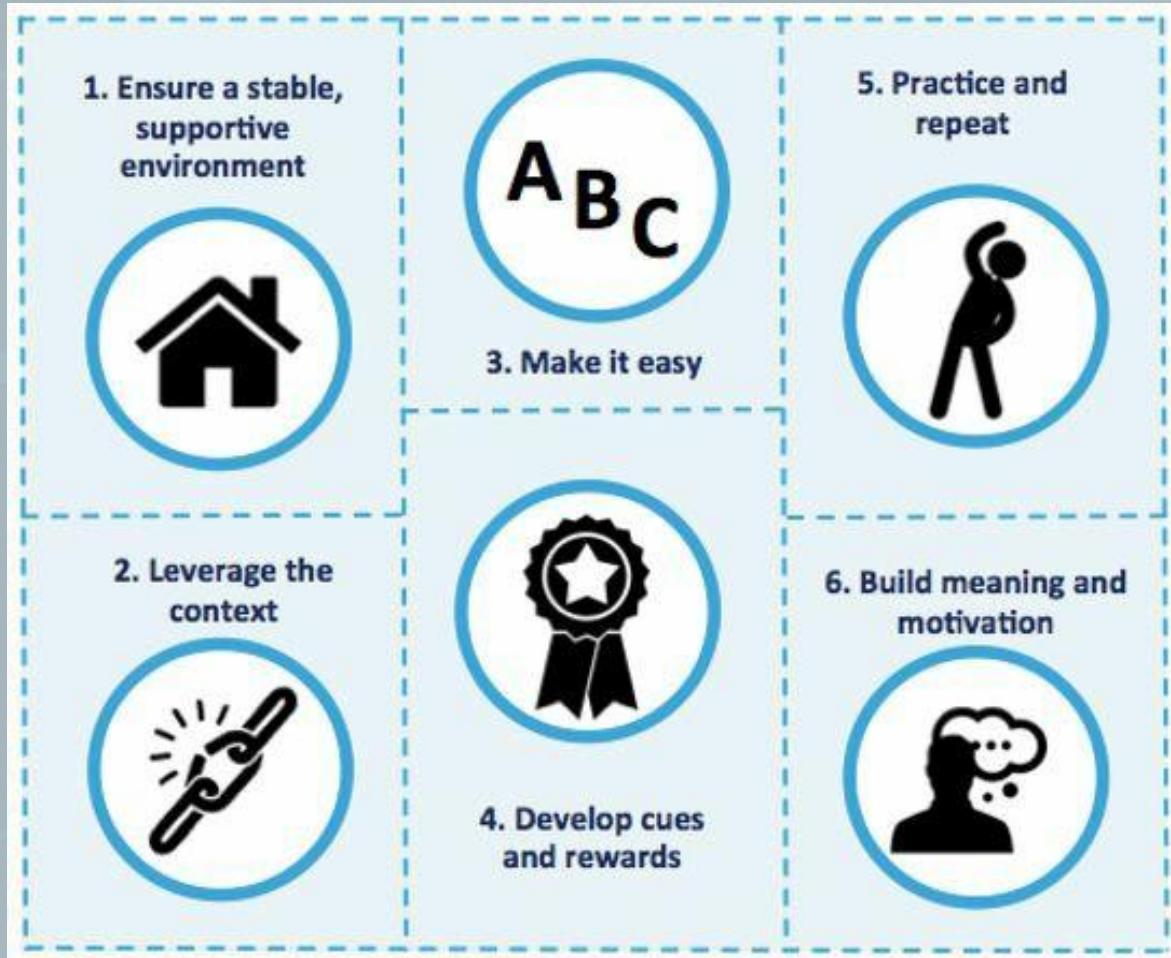 1. Ensure a stable,
supportive
environment
2. Leverage the
context
A B C
3. Make it easy
4. Develop cues
and rewards
5. Practice and
repeat
6. Build meaning and
motivation